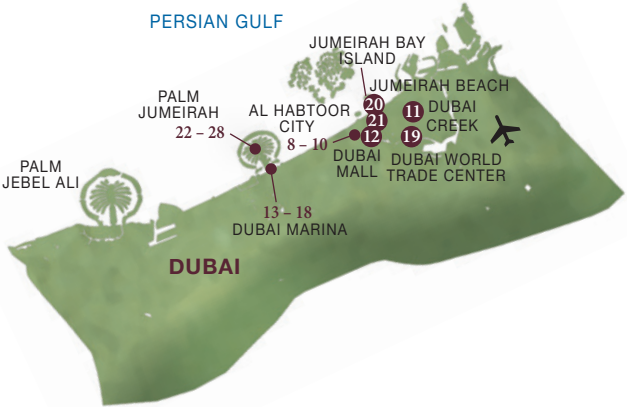 PERSIAN GULF
JUMEIRAH BAY
ISLAND
JUMEIRAH BEACH
PALM
JUMEIRAH
22 – 28
AL HABTOOR
CITY
8 – 10
20
21
12
11
19
DUBAI
CREEK
DUBAI
MALL
DUBAI WORLD
TRADE CENTER
PALM
JEBEL ALI
13 – 18
DUBAI MARINA
DUBAI